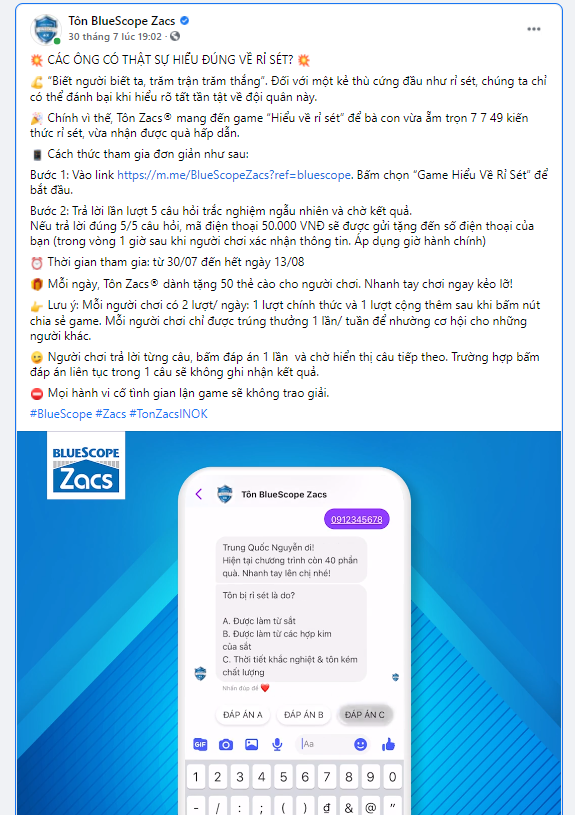 Tôn BlueScope Zacs
30 tháng 7 lúc 19:02 ·
💥 CÁC ÔNG CÓ THẬT SỰ HIỂU ĐÚNG VỀ RỈ SÉT? 💥
💪 “Biết người biết ta, trăm trận trăm thắng”. Đối với một kẻ thù cứng đầu như rỉ sét, chúng ta chỉ
có thể đánh bại khi hiểu rõ tất tần tật về đội quân này.
🎉 Chính vì thế, Tôn Zacs® mang đến game “Hiểu về rỉ sét” để bà con vừa ẵm trọn 7 7 49 kiến
thức rỉ sét, vừa nhận được quà hấp dẫn.
📱 Cách thức tham gia đơn giản như sau:
Bước 1: Vào link https://m.me/BlueScopeZacs?ref=bluescope. Bấm chọn “Game Hiểu Về Rỉ Sét” để
bắt đầu.
Bước 2: Trả lời lần lượt 5 câu hỏi trắc nghiệm ngẫu nhiên và chờ kết quả.
Nếu trả lời đúng 5/5 câu hỏi, mã điện thoại 50.000 VNĐ sẽ được gửi tặng đến số điện thoại của
bạn (trong vòng 1 giờ sau khi người chơi xác nhận thông tin. Áp dụng giờ hành chính)
⏰ Thời gian tham gia: từ 30/07 đến hết ngày 13/08
🎁 Mỗi ngày, Tôn Zacs® dành tặng 50 thẻ cào cho người chơi. Nhanh tay chơi ngay kẻo lỡ!
👉 Lưu ý: Mỗi người chơi có 2 lượt/ ngày: 1 lượt chính thức và 1 lượt cộng thêm sau khi bấm nút
chia sẻ game. Mỗi người chơi chỉ được trúng thưởng 1 lần/ tuần để nhường cơ hội cho những
người khác.
😉 Người chơi trả lời từng câu, bấm đáp án 1 lần và chờ hiển thị câu tiếp theo. Trường hợp bấm
đáp án liên tục trong 1 câu sẽ không ghi nhận kết quả.
⛔ Mọi hành vi cố tình gian lận game sẽ không trao giải.
#BlueScope #Zacs #TonZacsINOK
BLUESCOPE
Zacs
Tôn BlueScope Zacs
0912345678
Trung Quốc Nguyễn di!
Hiện tại chương trình còn 40 phần
quà. Nhanh tay lên chị nhé!
Tôn bị rỉ sét là do?
A. Được làm từ sắt
B. Được làm từ các hợp kim
của sắt
C. Thời tiết khắc nghiệt & tôn kém
chất lượng
Nhấn đúp để ❤️
ĐÁP ÁN A ĐÁP ÁN B ĐÁP ÁN C
GIF Aa
1 2 3 4 5 6 7 8 9 0
- / : ; ( ) ₫ & @ ”